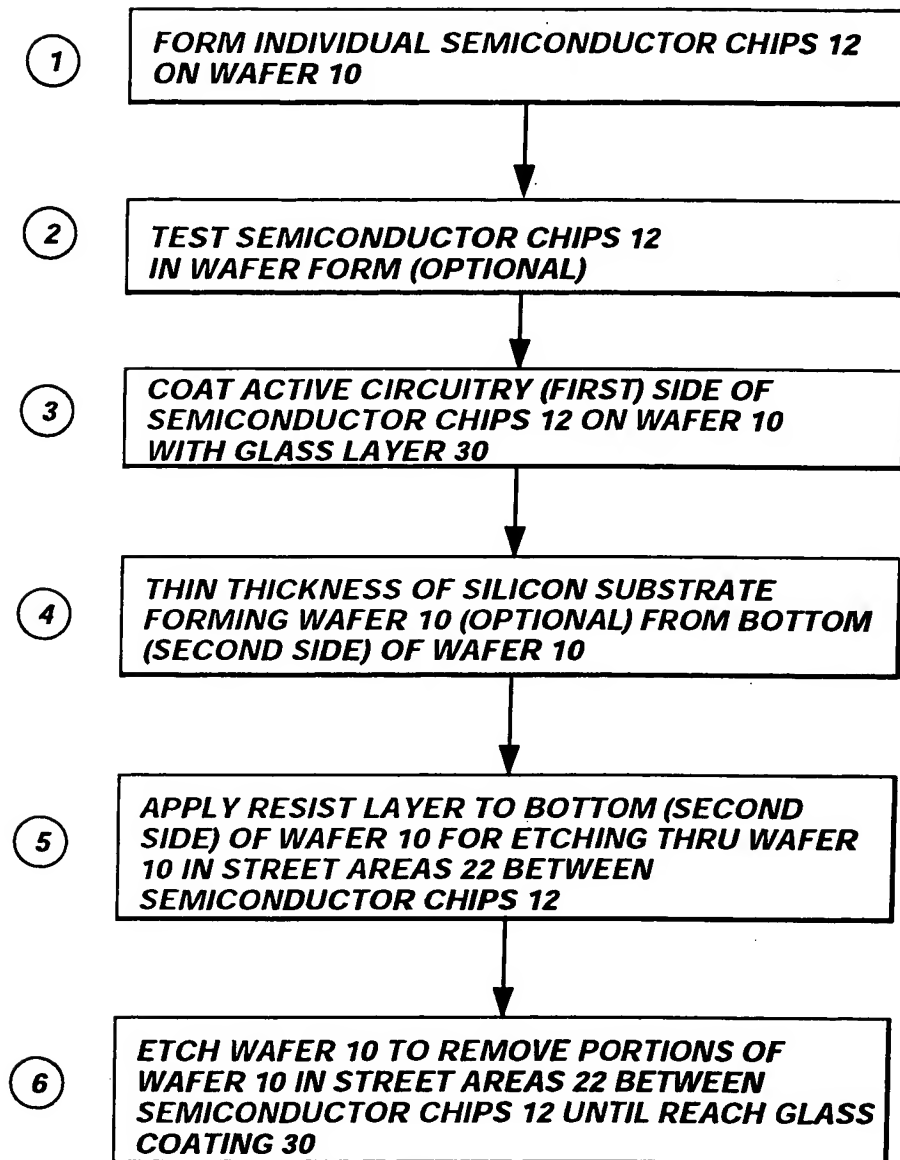 1
FORM INDIVIDUAL SEMICONDUCTOR CHIPS 12
ON WAFER 10
2
TEST SEMICONDUCTOR CHIPS 12
IN WAFER FORM (OPTIONAL)
3
COAT ACTIVE CIRCUITRY (FIRST) SIDE OF
SEMICONDUCTOR CHIPS 12 ON WAFER 10
WITH GLASS LAYER 30
4
THIN THICKNESS OF SILICON SUBSTRATE
FORMING WAFER 10 (OPTIONAL) FROM BOTTOM
(SECOND SIDE) OF WAFER 10
5
APPLY RESIST LAYER TO BOTTOM (SECOND
SIDE) OF WAFER 10 FOR ETCHING THRU WAFER
10 IN STREET AREAS 22 BETWEEN
SEMICONDUCTOR CHIPS 12
6
ETCH WAFER 10 TO REMOVE PORTIONS OF
WAFER 10 IN STREET AREAS 22 BETWEEN
SEMICONDUCTOR CHIPS 12 UNTIL REACH GLASS
COATING 30